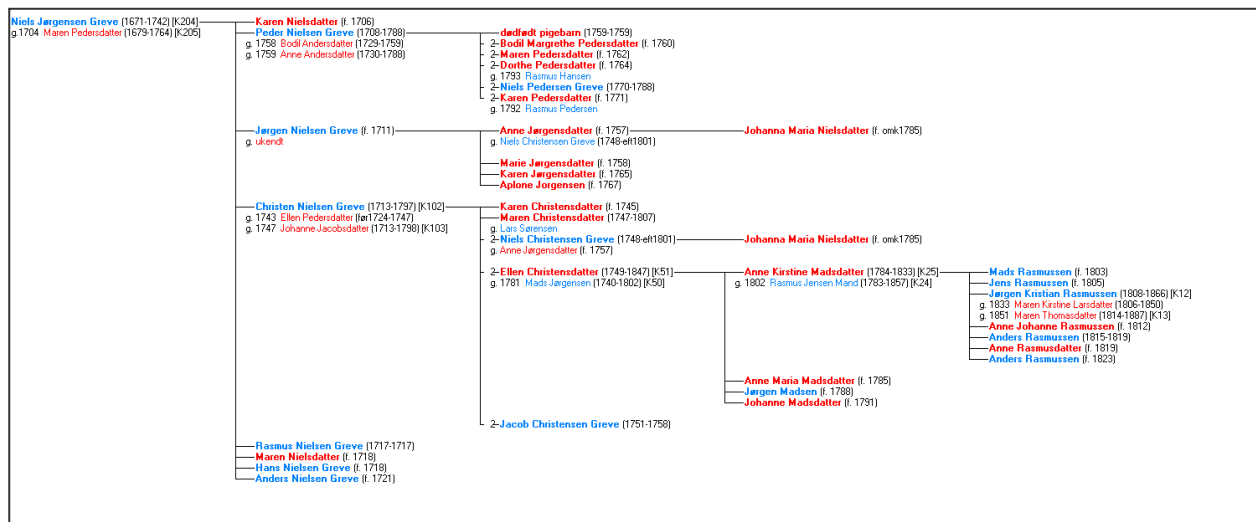 Niels Jørgensen Greve (1671-1742) [K204]
g.1704 Maren Pedersdatter (1679-1764) [K205]
Karen Nielsdatter (f. 1706)
Peder Nielsen Greve (1708-1788)
g. 1758 Bodil Andersdatter (1729-1759)
g. 1759 Anne Andersdatter (1730-1788)
dødfødt pigebarn (1759-1759)
2 Bodil Margrethe Pedersdatter (f. 1760)
2 Maren Pedersdatter (f. 1762)
2 Dorthe Pedersdatter (f. 1764)
g. 1793 Rasmus Hansen
2 Niels Pedersen Greve (1770-1788)
2 Karen Pedersdatter (f. 1771)
g. 1792 Rasmus Pedersen
Jørgen Nielsen Greve (f. 1711)
g. ukendt
Anne Jørgensdatter (f. 1757)
g. Niels Christensen Greve (1748-eft1801)
Johanna Maria Nielsdatter (f. omk1785)
Marie Jørgensdatter (f. 1758)
Karen Jørgensdatter (f. 1765)
Aplone Jorgensen (f. 1767)
Christen Nielsen Greve (1713-1797) [K102]
g. 1743 Ellen Pedersdatter (før1724-1747)
g. 1747 Johanne Jacobsdatter (1713-1798) [K103]
Karen Christensdatter (f. 1745)
Maren Christensdatter (1747-1807)
g. Lars Sørensen
2 Niels Christensen Greve (1748-eft1801)
g. Anne Jørgensdatter (f. 1757)
Johanna Maria Nielsdatter (f. omk1785)
2 Ellen Christensdatter (1749-1847) [K51]
g. 1781 Mads Jørgensen (1740-1802) [K50]
Anne Kirstine Madsdatter (1784-1833) [K25]
g. 1802 Rasmus Jensen Mand (1783-1857) [K24]
Mads Rasmussen (f. 1803)
Jens Rasmussen (f. 1805)
Jørgen Kristian Rasmussen (1808-1866) [K12]
g. 1833 Maren Kirstine Larsdatter (1806-1850)
g. 1851 Maren Thomasdatter (1814-1887) [K13]
Anne Johanne Rasmussen (f. 1812)
Anders Rasmussen (1815-1819)
Anne Rasmusdatter (f. 1819)
Anders Rasmussen (f. 1823)
Anne Maria Madsdatter (f. 1785)
Jørgen Madsen (f. 1788)
Johanne Madsdatter (f. 1791)
2 Jacob Christensen Greve (1751-1758)
Rasmus Nielsen Greve (1717-1717)
Maren Nielsdatter (f. 1718)
Hans Nielsen Greve (f. 1718)
Anders Nielsen Greve (f. 1721)